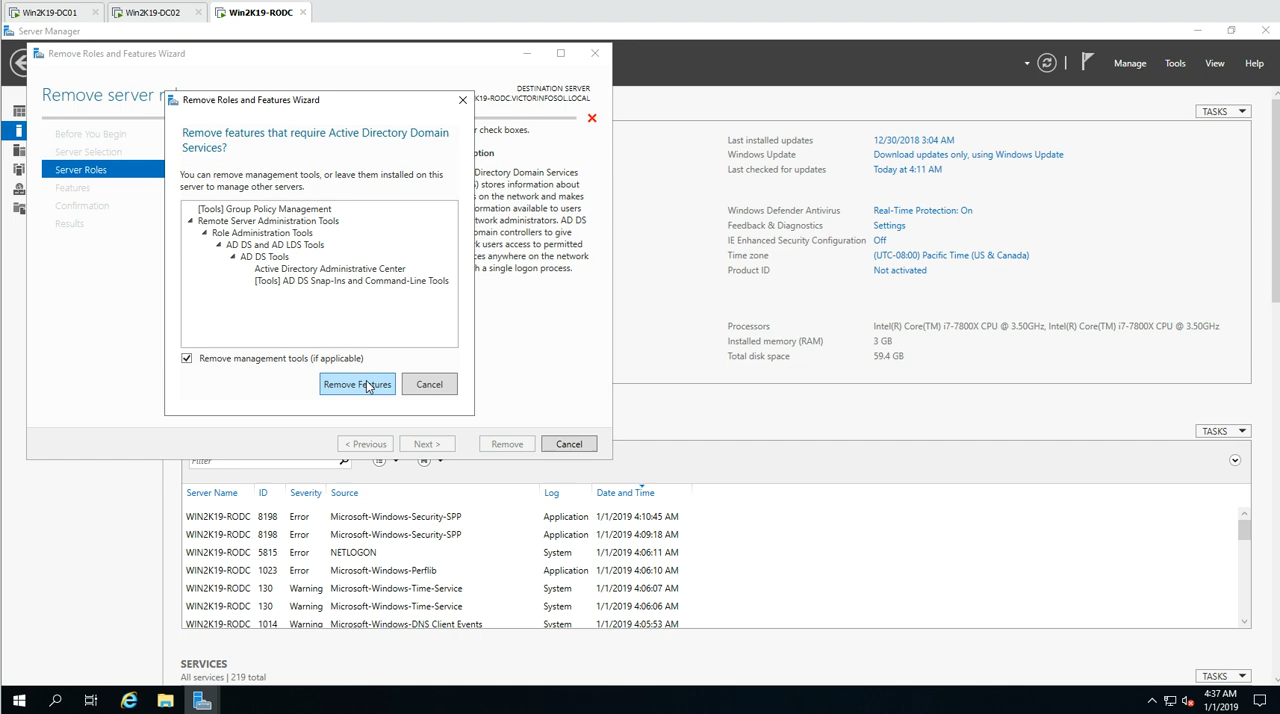 Win2K19-DC01
Win2K19-DC02
Win2K19-RODC
Server Manager
Remove Roles and Features Wizard
Manage
Tools
View
Help
Remove server r
DESTINATION SERVER
K19-RODC.VICTORINFOSOL.LOCAL
Before You Begin
Server Selection
Server Roles
Features
Confirmation
Results
check boxes.
ption
Directory Domain Services
) stores information about
s on the network and makes
formation available to users
twork administrators. AD DS
omain controllers to give
k users access to permitted
ces anywhere on the network
h a single logon process.
Remove Roles and Features Wizard
Remove features that require Active Directory Domain
Services?
You can remove management tools, or leave them installed on this
server to manage other servers.
[Tools] Group Policy Management
Remote Server Administration Tools
Role Administration Tools
AD DS and AD LDS Tools
AD DS Tools
Active Directory Administrative Center
[Tools] AD DS Snap-Ins and Command-Line Tools
Remove management tools (if applicable)
Remove Features
Cancel
< Previous
Next >
Remove
Cancel
TASKS
Last installed updates 12/30/2018 3:04 AM
Windows Update Download updates only, using Windows Update
Last checked for updates Today at 4:11 AM
Windows Defender Antivirus Real-Time Protection: On
Feedback & Diagnostics Settings
IE Enhanced Security Configuration Off
Time zone (UTC-08:00) Pacific Time (US & Canada)
Product ID Not activated
Processors Intel(R) Core(TM) i7-7800X CPU @ 3.50GHz, Intel(R) Core(TM) i7-7800X CPU @ 3.50GHz
Installed memory (RAM) 3 GB
Total disk space 59.4 GB
TASKS
Filter
Server Name ID Severity Source Log Date and Time
WIN2K19-RODC 8198 Error Microsoft-Windows-Security-SPP Application 1/1/2019 4:10:45 AM
WIN2K19-RODC 8198 Error Microsoft-Windows-Security-SPP Application 1/1/2019 4:09:18 AM
WIN2K19-RODC 5815 Error NETLOGON System 1/1/2019 4:06:11 AM
WIN2K19-RODC 1023 Error Microsoft-Windows-Perflib Application 1/1/2019 4:06:10 AM
WIN2K19-RODC 130 Warning Microsoft-Windows-Time-Service System 1/1/2019 4:06:07 AM
WIN2K19-RODC 130 Warning Microsoft-Windows-Time-Service System 1/1/2019 4:06:06 AM
WIN2K19-RODC 1014 Warning Microsoft-Windows-DNS Client Events System 1/1/2019 4:05:53 AM
SERVICES
All services | 219 total
TASKS
4:37 AM
1/1/2019